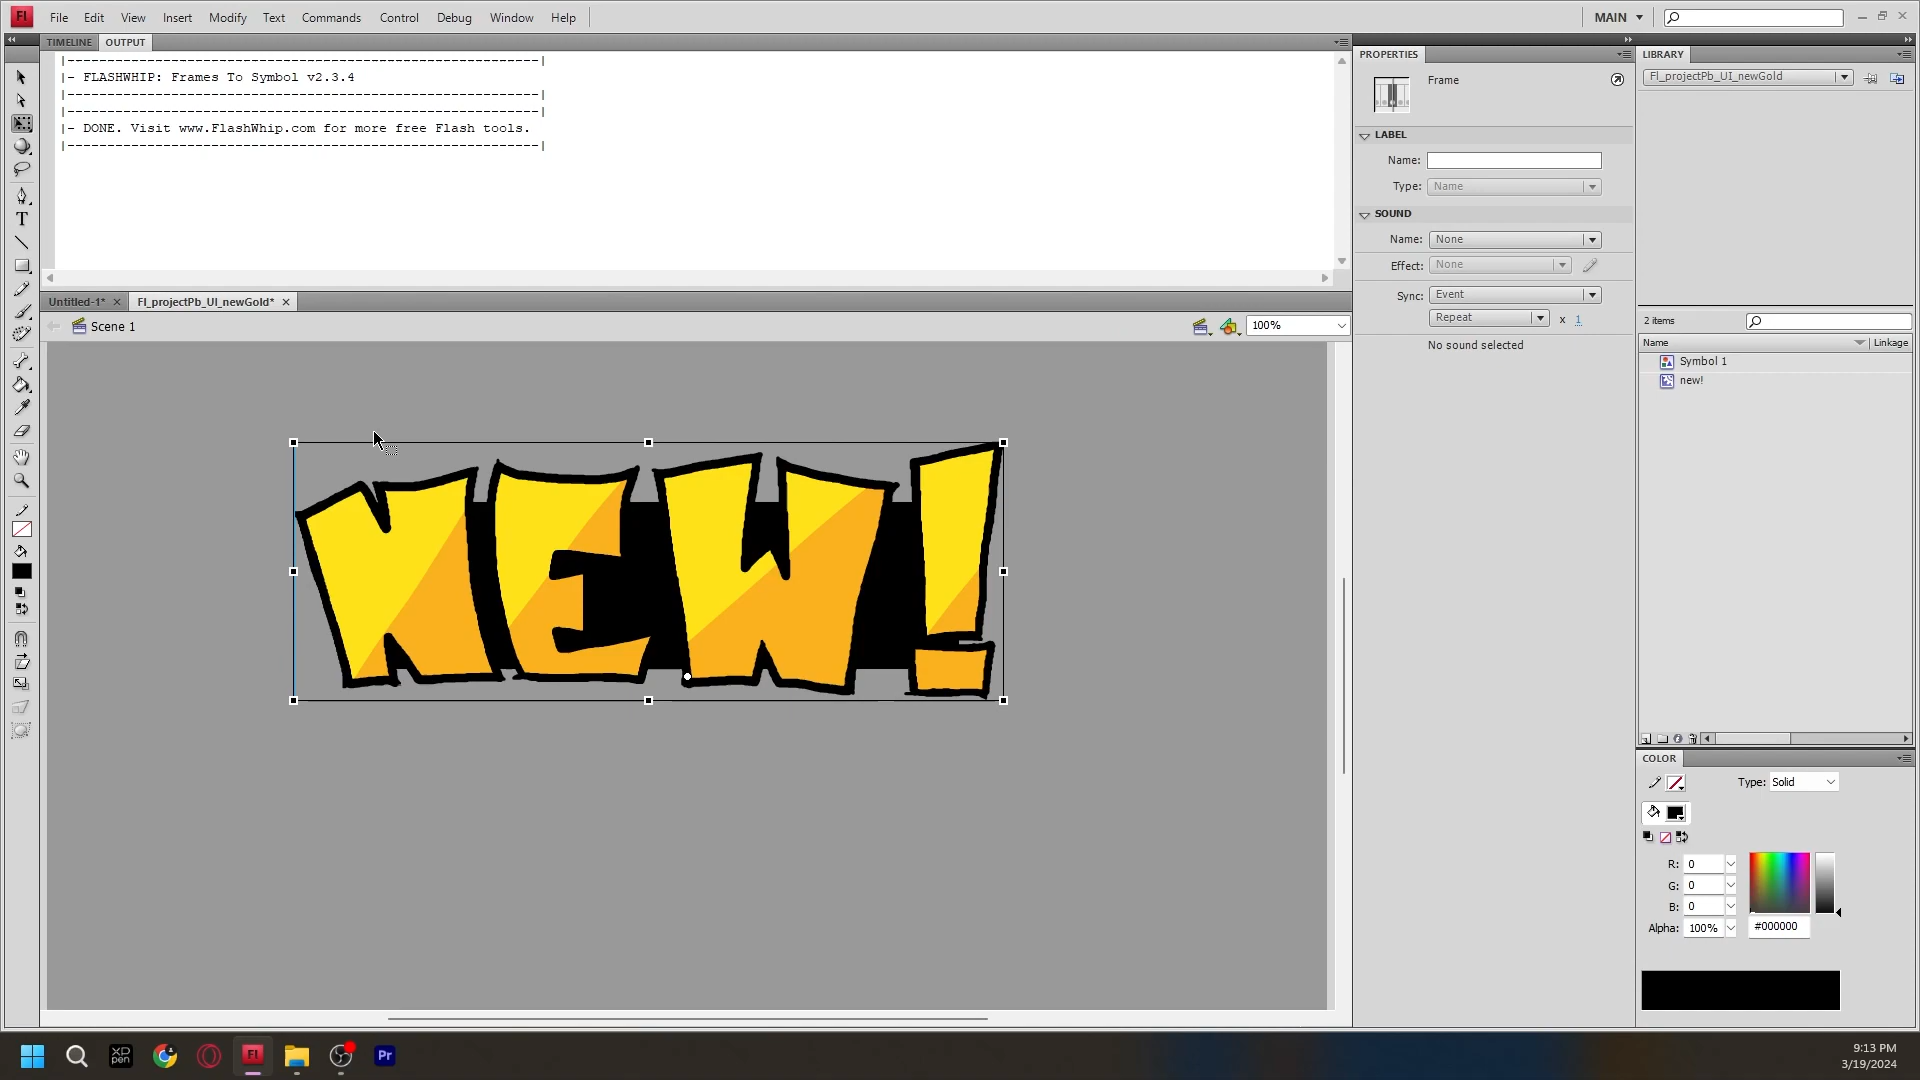 Fl
File Edit View Insert Modify Text Commands Control Debug Window Help
MAIN
TIMELINE OUTPUT
|----------------------------------------------------------|
|- FLASHWHIP: Frames To Symbol v2.3.4
|----------------------------------------------------------|
|----------------------------------------------------------|
|- DONE. Visit www.FlashWhip.com for more free Flash tools.
|----------------------------------------------------------|
Untitled-1* Fl_projectPb_UI_newGold*
Scene 1
100%
NEW!
T
PROPERTIES
Frame
LABEL
Name:
Type: Name
SOUND
Name: None
Effect: None
Sync: Event
Repeat x 1
No sound selected
LIBRARY
Fl_projectPb_UI_newGold
2 items
Name Linkage
Symbol 1
new!
COLOR
Type: Solid
R: 0
G: 0
B: 0
Alpha: 100% #000000
XP pen
Fl
Pr
9:13 PM
3/19/2024